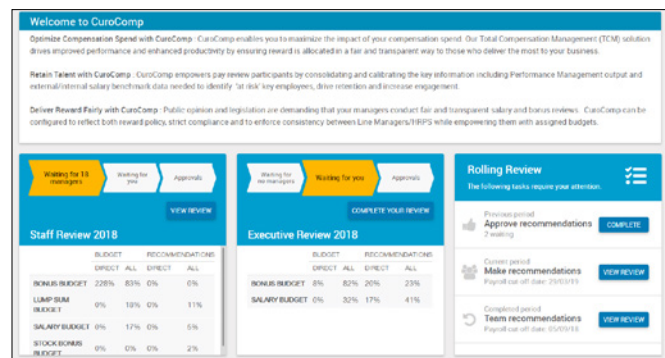 Welcome to CuroComp
Optimize Compensation Spend with CuroComp : CuroComp enables you to maximize the impact of your compensation spend. Our Total Compensation Management (TCM) solution
drives improved performance and enhanced productivity by ensuring reward is allocated in a fair and transparent way to those who deliver the most to your business.
Retain Talent with CuroComp : CuroComp empowers pay review participants by consolidating and calibrating the key information including Performance Management output and
external/internal salary benchmark data needed to identify 'at risk' key employees, drive retention and increase engagement.
Deliver Reward Fairly with CuroComp : Public opinion and legislation are demanding that your managers conduct fair and transparent salary and bonus reviews. CuroComp can be
configured to reflect both reward policy, strict compliance and to enforce consistency between Line Managers/HRPS while empowering them with assigned budgets.
Waiting for 18 managers
Waiting for you
Approvals
VIEW REVIEW
Staff Review 2018
BUDGET RECOMMENDATIONS
DIRECT ALL DIRECT ALL
BONUS BUDGET 228% 83% 0% 6%
LUMP SUM BUDGET 0% 18% 0% 11%
SALARY BUDGET 0% 17% 0% 5%
STOCK BONUS BUDGET 0% 0% 0% 2%
Waiting for no managers
Waiting for you
Approvals
COMPLETE YOUR REVIEW
Executive Review 2018
BUDGET RECOMMENDATIONS
DIRECT ALL DIRECT ALL
BONUS BUDGET 8% 82% 20% 23%
SALARY BUDGET 0% 32% 17% 41%
Rolling Review
The following tasks require your attention.
Previous period
Approve recommendations
2 waiting
COMPLETE
Current period
Make recommendations
Payroll cut off date: 29/03/19
VIEW REVIEW
Completed period
Team recommendations
Payroll cut off date: 05/09/18
VIEW REVIEW